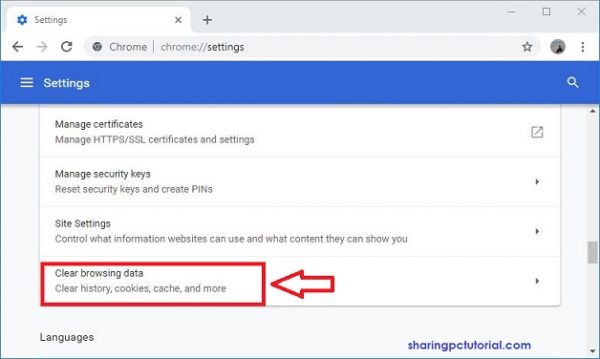 Settings
Chrome | chrome://settings
Settings
Manage certificates
Manage HTTPS/SSL certificates and settings
Manage security keys
Reset security keys and create PINs
Site Settings
Control what information websites can use and what content they can show you
Clear browsing data
Clear history, cookies, cache, and more
Languages
sharingpctutorial.com